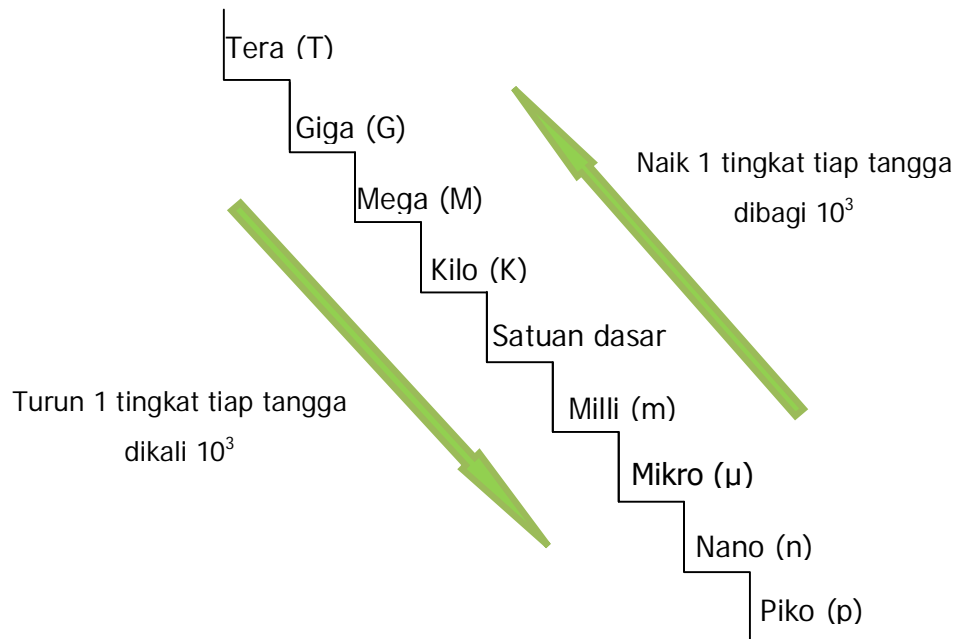 Tera (T)
Giga (G)
Naik 1 tingkat tiap tangga
dibagi 10³
Mega (M)
Kilo (K)
Satuan dasar
Turun 1 tingkat tiap tangga
dikali 10³
Milli (m)
Mikro (μ)
Nano (n)
Piko (p)